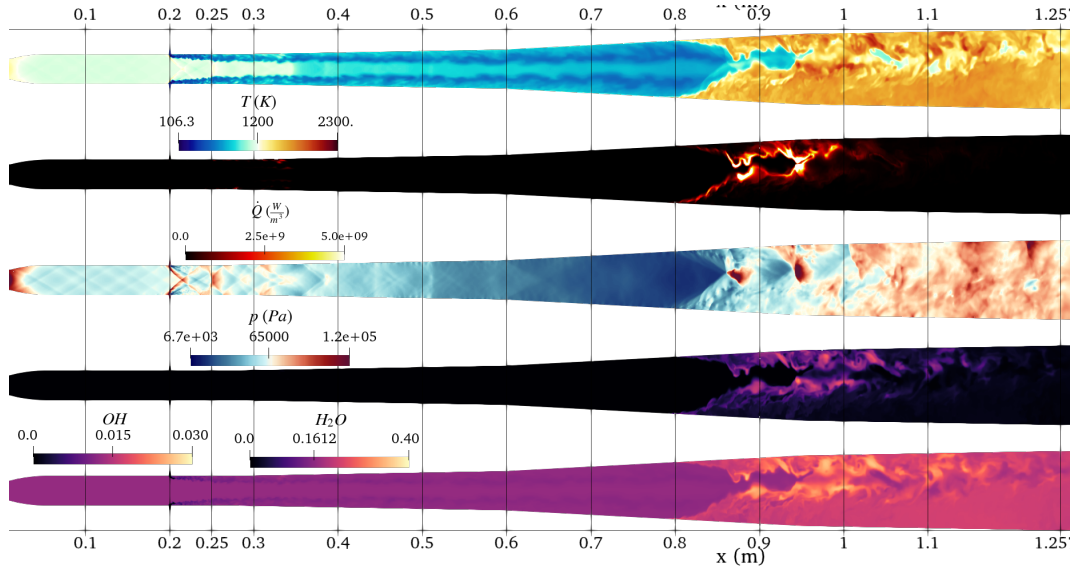 0.1 0.2 0.25 0.3 0.4 0.5 0.6 0.7 0.8 0.9 1 1.1 1.25
T (K)
106.3 1200 2300.
Q̇ (W/m³)
0.0 2.5e+9 5.0e+09
p (Pa)
6.7e+03 65000 1.2e+05
OH
0.0 0.015 0.030
H₂O
0.0 0.1612 0.40
0.1 0.2 0.25 0.3 0.4 0.5 0.6 0.7 0.8 0.9 1 1.1 1.25
x (m)